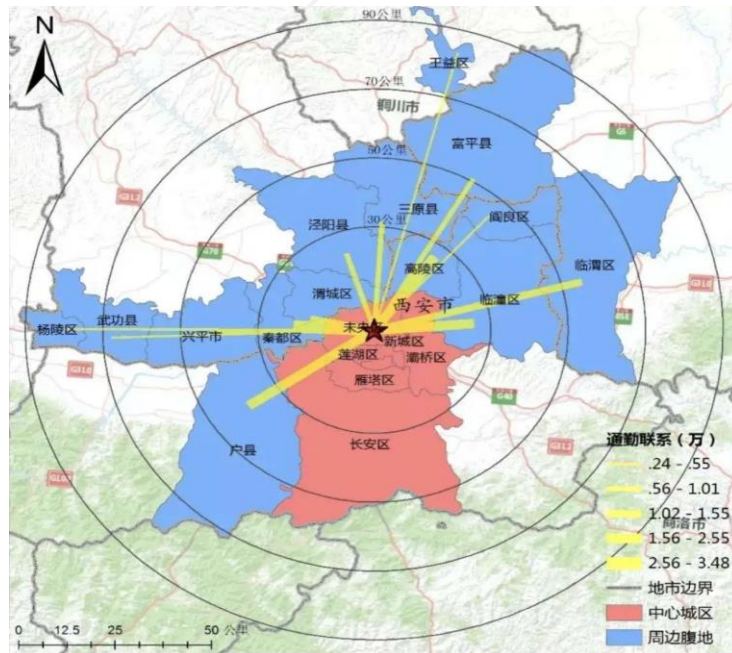 N
90公里
王益区
70公里
铜川市
G5
富平县
50公里
三原县
阎良区
泾阳县
30公里
G70
高陵区
临渭区
渭城区
西安市
临潼区
G310
武功县
杨陵区
兴平市
秦都区
未央区
新城区
莲湖区
灞桥区
G310
雁塔区
G40
长安区
G312
户县
通勤联系（万）
.24 - .55
.56 - 1.01
1.02 - 1.55
1.56 - 2.55
2.56 - 3.48
地市边界
中心城区
周边腹地
0 12.5 25 50 公里